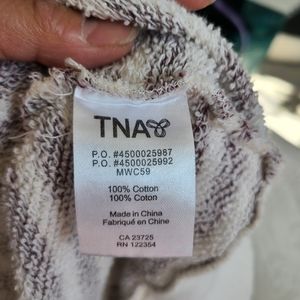 TNA
P.O. #4500025987
P.O. #4500025992
MWC59
100% Cotton
100% Coton
Made in China
Fabriqué en Chine
CA 23725
RN 122354